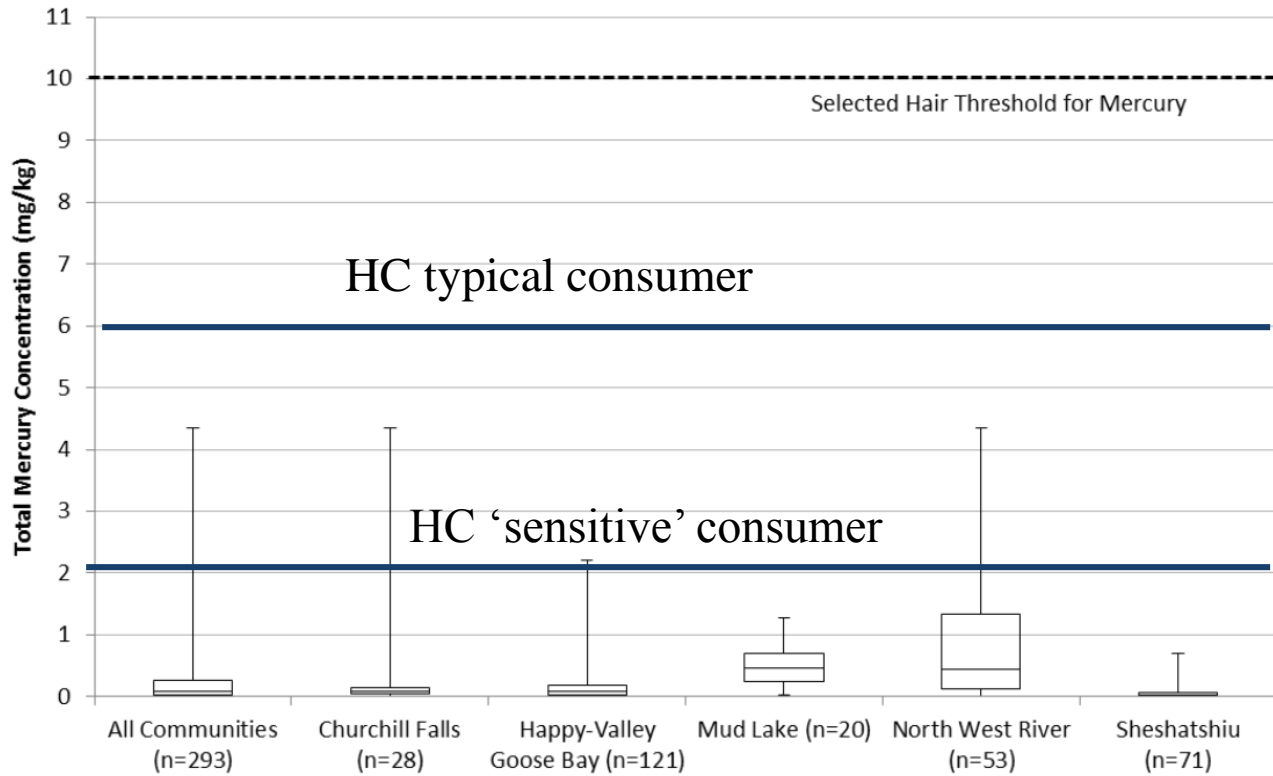 Total Mercury Concentration (mg/kg)
11
10
9
8
7
6
5
4
3
2
1
0
Selected Hair Threshold for Mercury
HC typical consumer
HC ‘sensitive’ consumer
All Communities
(n=293)
Churchill Falls
(n=28)
Happy-Valley
Goose Bay (n=121)
Mud Lake (n=20)
North West River
(n=53)
Sheshatshiu
(n=71)